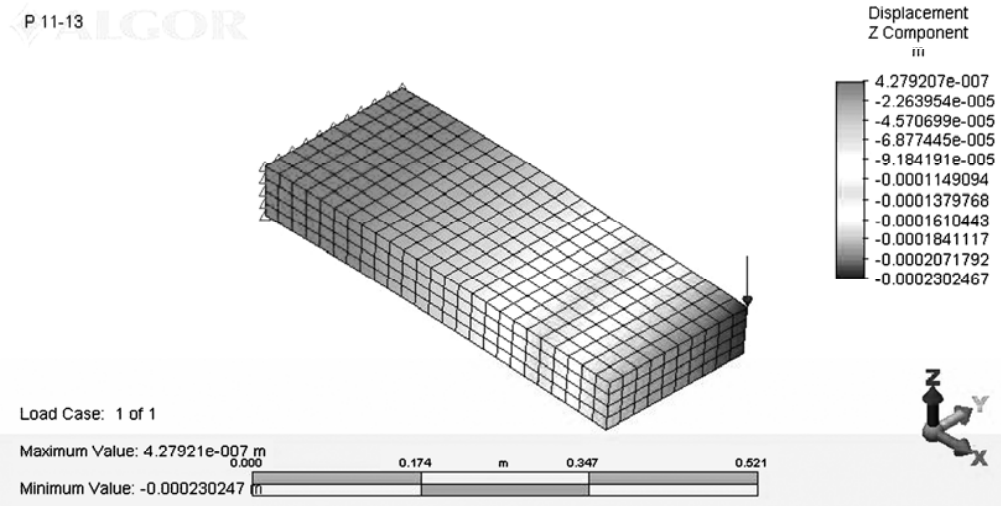 P 11-13
ALGOR
Displacement
Z Component
m
4.279207e-007
-2.263954e-005
-4.570699e-005
-6.877445e-005
-9.184191e-005
-0.0001149094
-0.0001379768
-0.0001610443
-0.0001841117
-0.0002071792
-0.0002302467
Z
Y
X
Load Case: 1 of 1
Maximum Value: 4.27921e-007 m
Minimum Value: -0.000230247 m
0.000 0.174 m 0.347 0.521